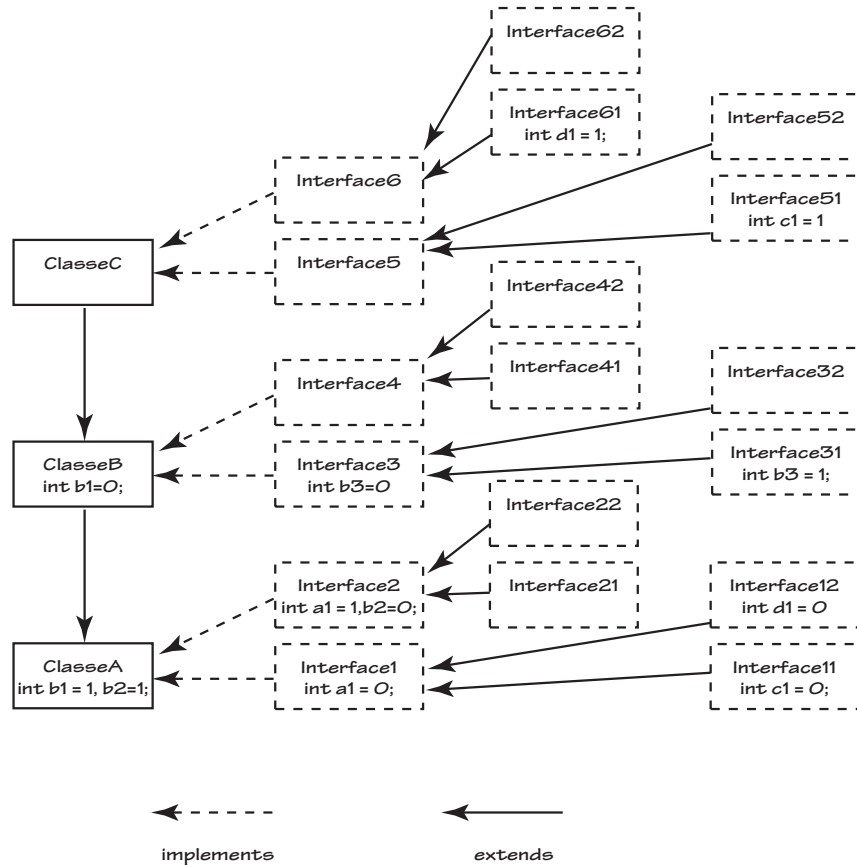 Interface62
Interface61
int d1 = 1;
Interface52
Interface6
Interface51
int c1 = 1
ClasseC
Interface5
Interface42
Interface41
Interface4
Interface32
ClasseB
int b1=0;
Interface3
int b3=0
Interface31
int b3 = 1;
Interface22
Interface2
int a1 = 1,b2=0;
Interface21
Interface12
int d1 = 0
ClasseA
int b1 = 1, b2=1;
Interface1
int a1 = 0;
Interface11
int c1 = 0;
implements
extends